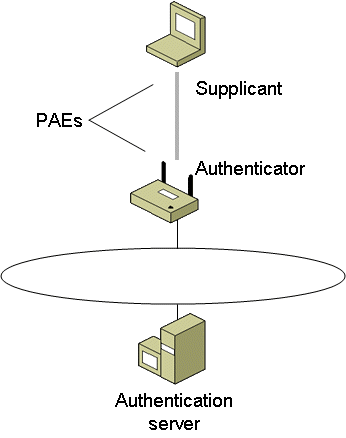 Supplicant
PAEs
Authenticator
Authentication
server